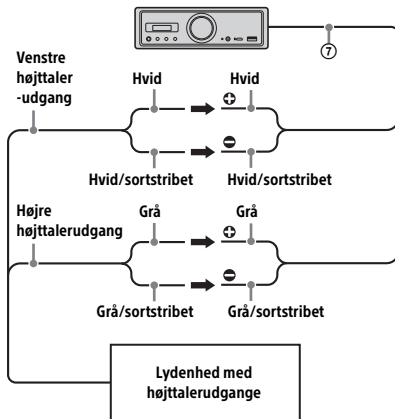 ⑦
Venstre
højttaler
-udgang
Hvid
Hvid
Hvid/sortstribet
Hvid/sortstribet
Højre
højttalerudgang
Grå
Grå
Grå/sortstribet
Grå/sortstribet
Lydenhed med
højttalerudgange